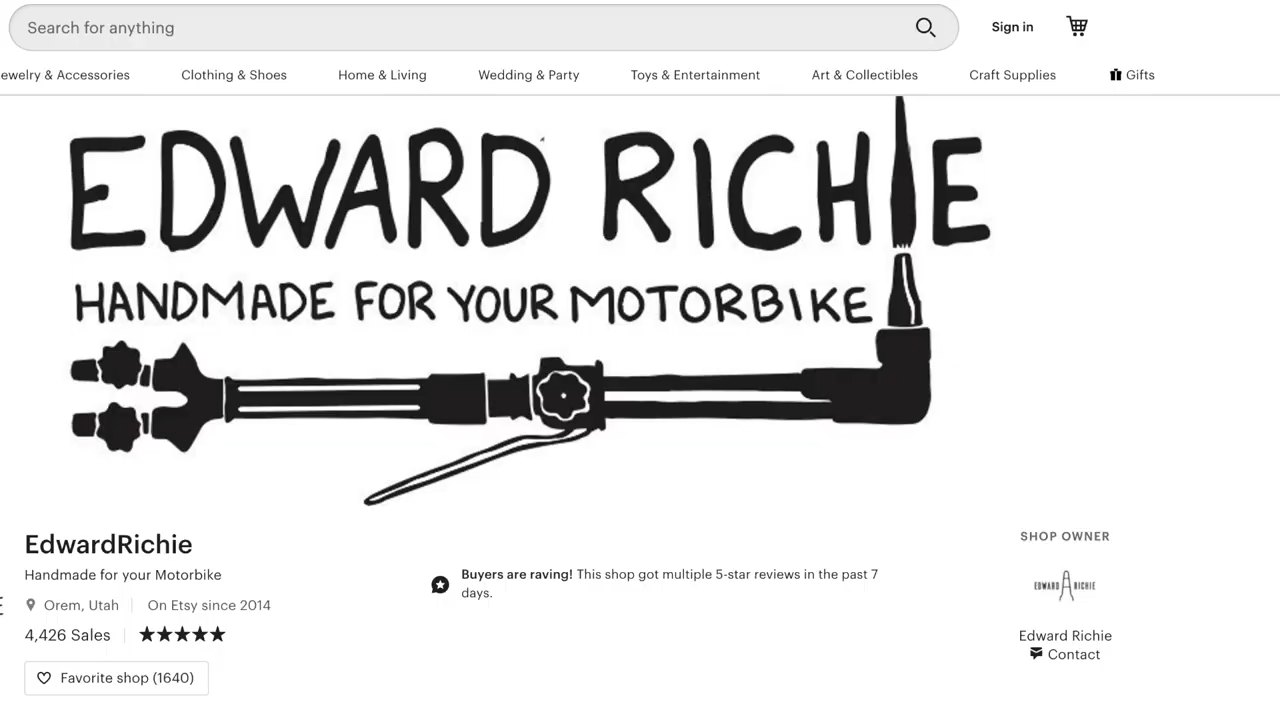 Search for anything
Sign in
ewelry & Accessories Clothing & Shoes Home & Living Wedding & Party Toys & Entertainment Art & Collectibles Craft Supplies Gifts
EDWARD RICHIE
HANDMADE FOR YOUR MOTORBIKE
EdwardRichie
Handmade for your Motorbike
Orem, Utah
On Etsy since 2014
4,426 Sales
Favorite shop (1640)
Buyers are raving! This shop got multiple 5-star reviews in the past 7
days.
SHOP OWNER
EDWARD RICHIE
Edward Richie
Contact